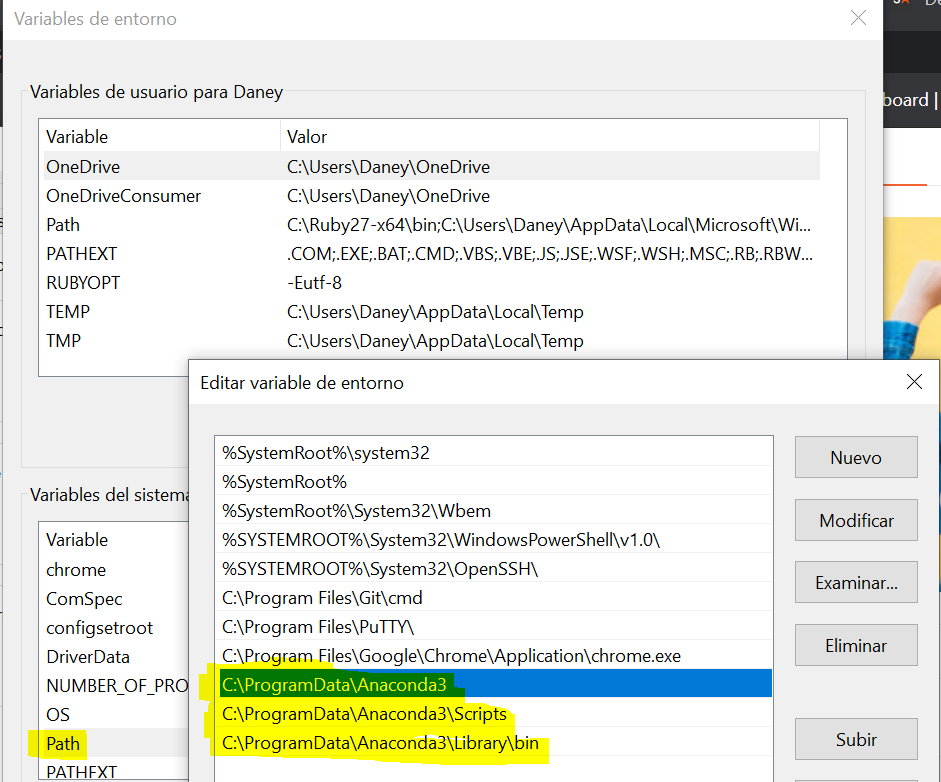 Variables de entorno
board |
Variables de usuario para Daney
Variable Valor
OneDrive C:\Users\Daney\OneDrive
OneDriveConsumer C:\Users\Daney\OneDrive
Path C:\Ruby27-x64\bin;C:\Users\Daney\AppData\Local\Microsoft\Wi...
PATHEXT .COM;.EXE;.BAT;.CMD;.VBS;.VBE;.JS;.JSE;.WSF;.WSH;.MSC;.RB;.RBW...
RUBYOPT -Eutf-8
TEMP C:\Users\Daney\AppData\Local\Temp
TMP C:\Users\Daney\AppData\Local\Temp
Editar variable de entorno
%SystemRoot%\system32
%SystemRoot%
%SystemRoot%\System32\Wbem
%SYSTEMROOT%\System32\WindowsPowerShell\v1.0\
%SYSTEMROOT%\System32\OpenSSH\
C:\Program Files\Git\cmd
C:\Program Files\PuTTY\
C:\Program Files\Google\Chrome\Application\chrome.exe
C:\ProgramData\Anaconda3
C:\ProgramData\Anaconda3\Scripts
C:\ProgramData\Anaconda3\Library\bin
Nuevo
Modificar
Examinar...
Eliminar
Subir
Variables del sistema
Variable
chrome
ComSpec
configsetroot
DriverData
NUMBER_OF_PRO
OS
Path
PATHEXT